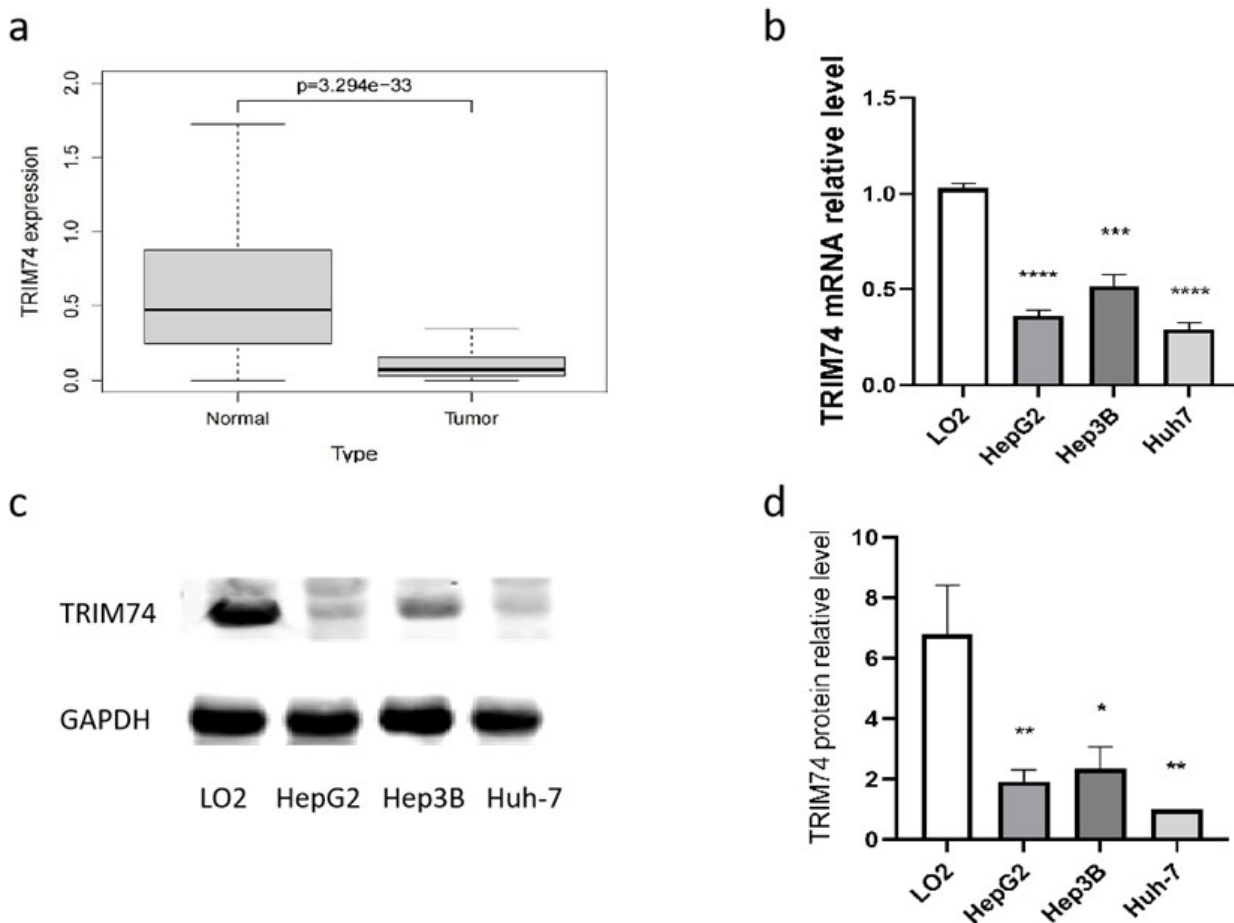 a
p=3.294e−33
TRIM74 expression
2.0
1.5
1.0
0.5
0.0
Normal Tumor
Type
b
TRIM74 mRNA relative level
1.5
1.0
0.5
0.0
****
***
****
LO2 HepG2 Hep3B Huh7
c
TRIM74
GAPDH
LO2 HepG2 Hep3B Huh-7
d
TRIM74 protein relative level
10
8
6
4
2
0
**
*
**
LO2 HepG2 Hep3B Huh-7